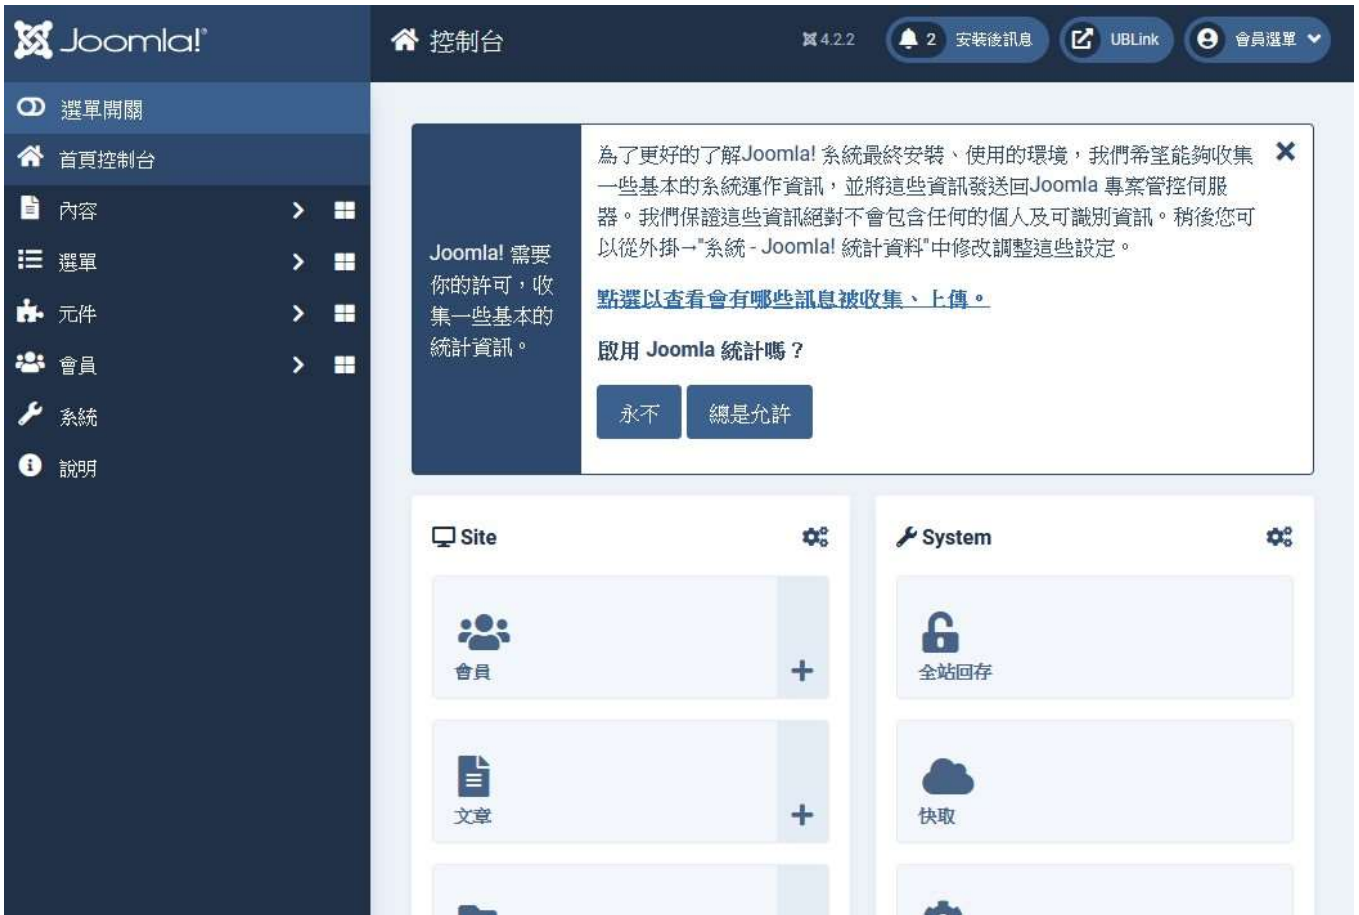 Joomla!
控制台
4.2.2
2 安裝後訊息
UBLink
會員選單
選單開關
首頁控制台
內容
選單
元件
會員
系統
說明
Joomla! 需要
你的許可，收
集一些基本的
統計資訊。
為了更好的了解Joomla! 系統最終安裝、使用的環境，我們希望能夠收集
一些基本的系統運作資訊，並將這些資訊發送回Joomla 專案管控伺服
器。我們保證這些資訊絕對不會包含任何的個人及可識別資訊。稍後您可
以從外掛→"系統 - Joomla! 統計資料"中修改調整這些設定。
點選以查看會有哪些訊息被收集、上傳。
啟用 Joomla 統計嗎？
永不
總是允許
Site
會員
文章
System
全站回存
快取